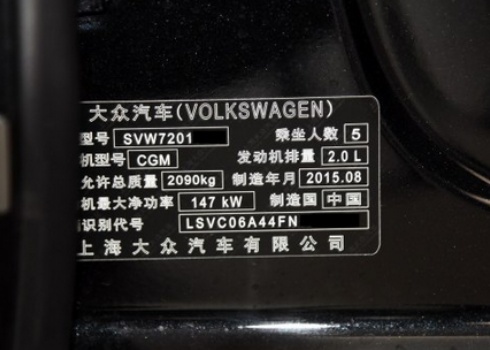 大众汽车(VOLKSWAGEN)
型号 SVW7201 乘坐人数 5
机型号 CGM 发动机排量 2.0 L
允许总质量 2090kg 制造年月 2015.08
机最大净功率 147 kW 制造国 中国
识别代号 LSVC06A44FN
上海大众汽车有限公司